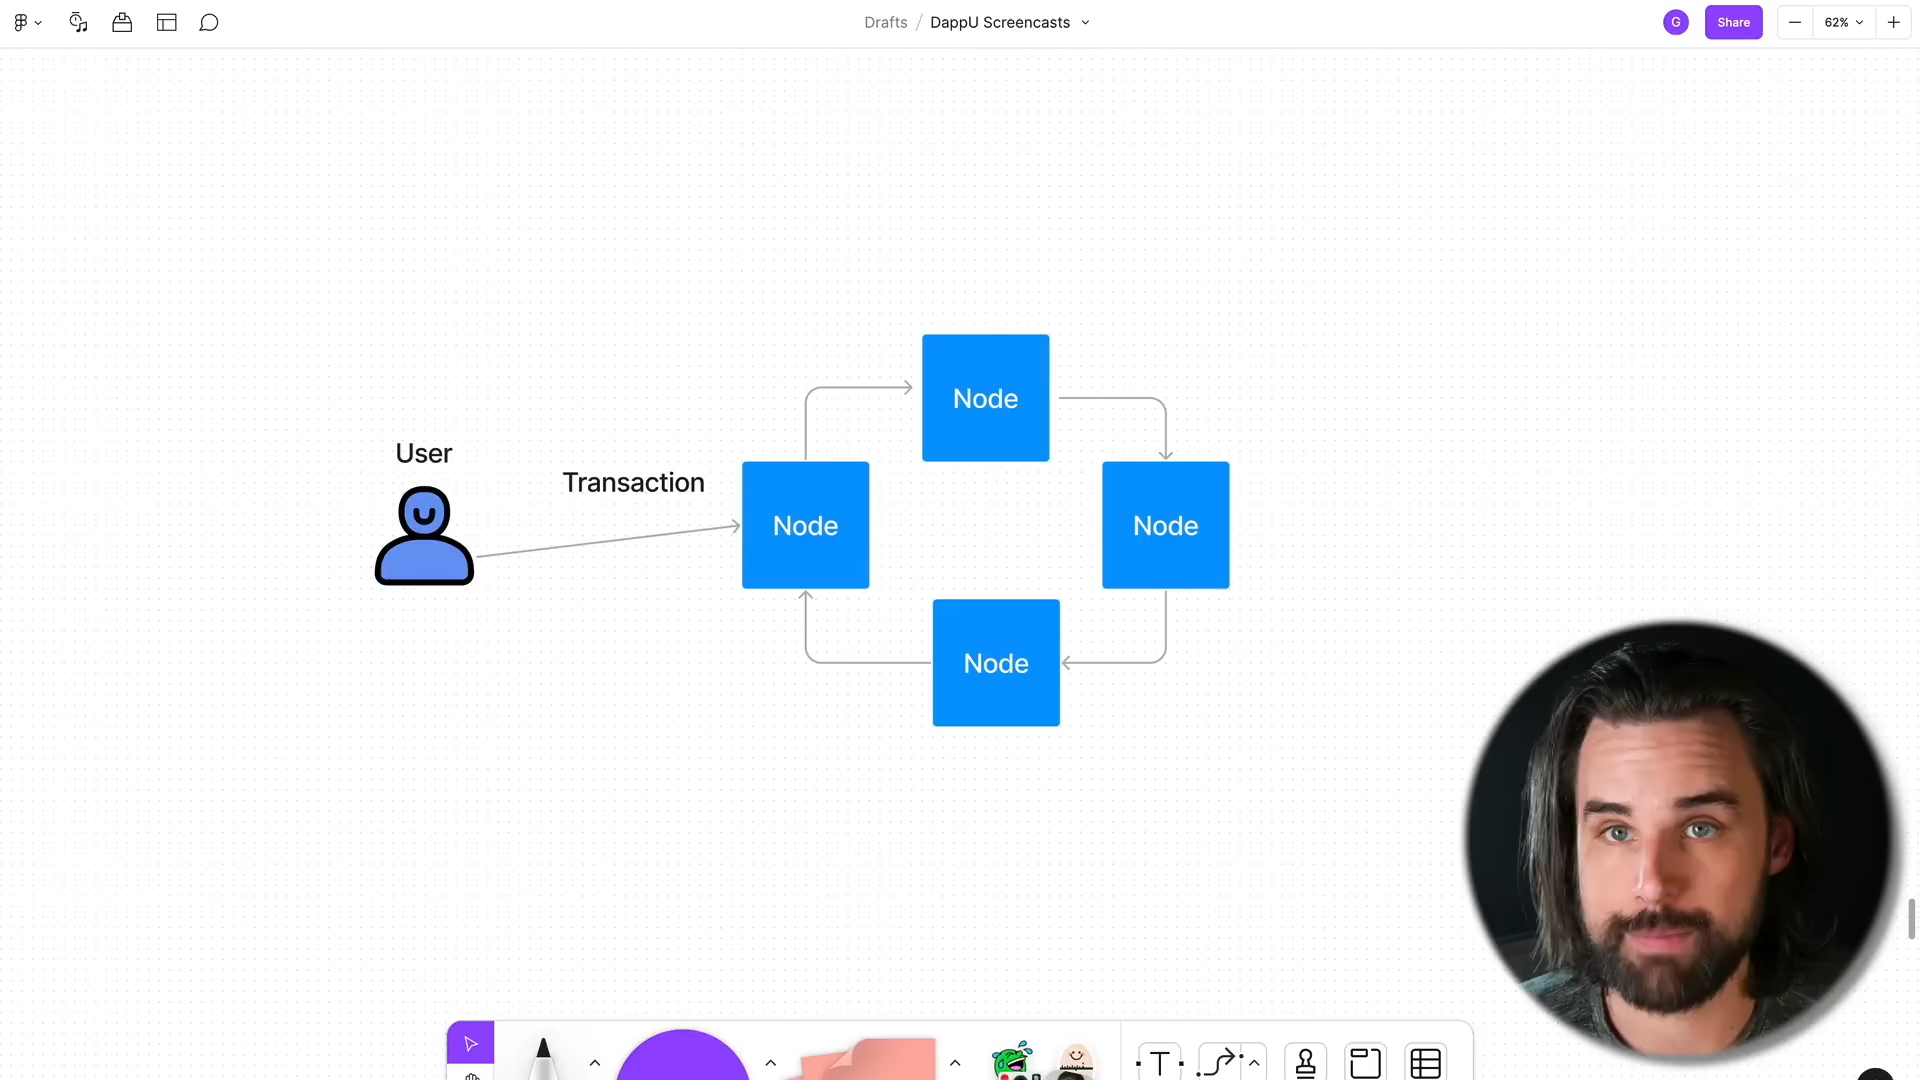 Drafts / DappU Screencasts
G
Share
62%
Node
User
Transaction
Node
Node
Node
T